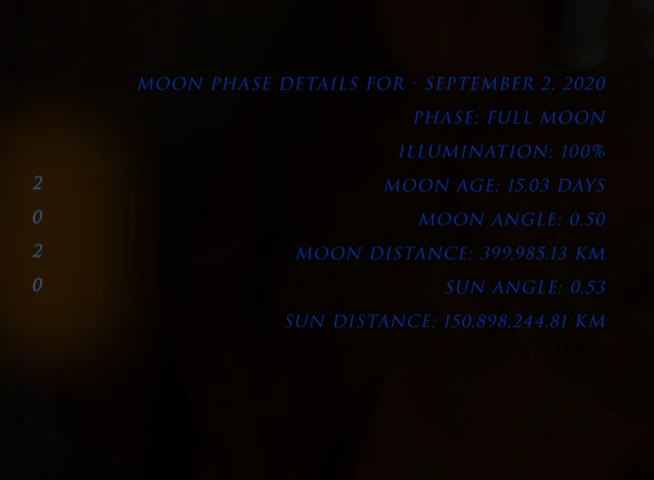 MOON PHASE DETAILS FOR - SEPTEMBER 2, 2020
PHASE: FULL MOON
ILLUMINATION: 100%
MOON AGE: 15.03 DAYS
MOON ANGLE: 0.50
MOON DISTANCE: 399,985.13 KM
SUN ANGLE: 0.53
SUN DISTANCE: 150,898,244.81 KM
2
0
2
0